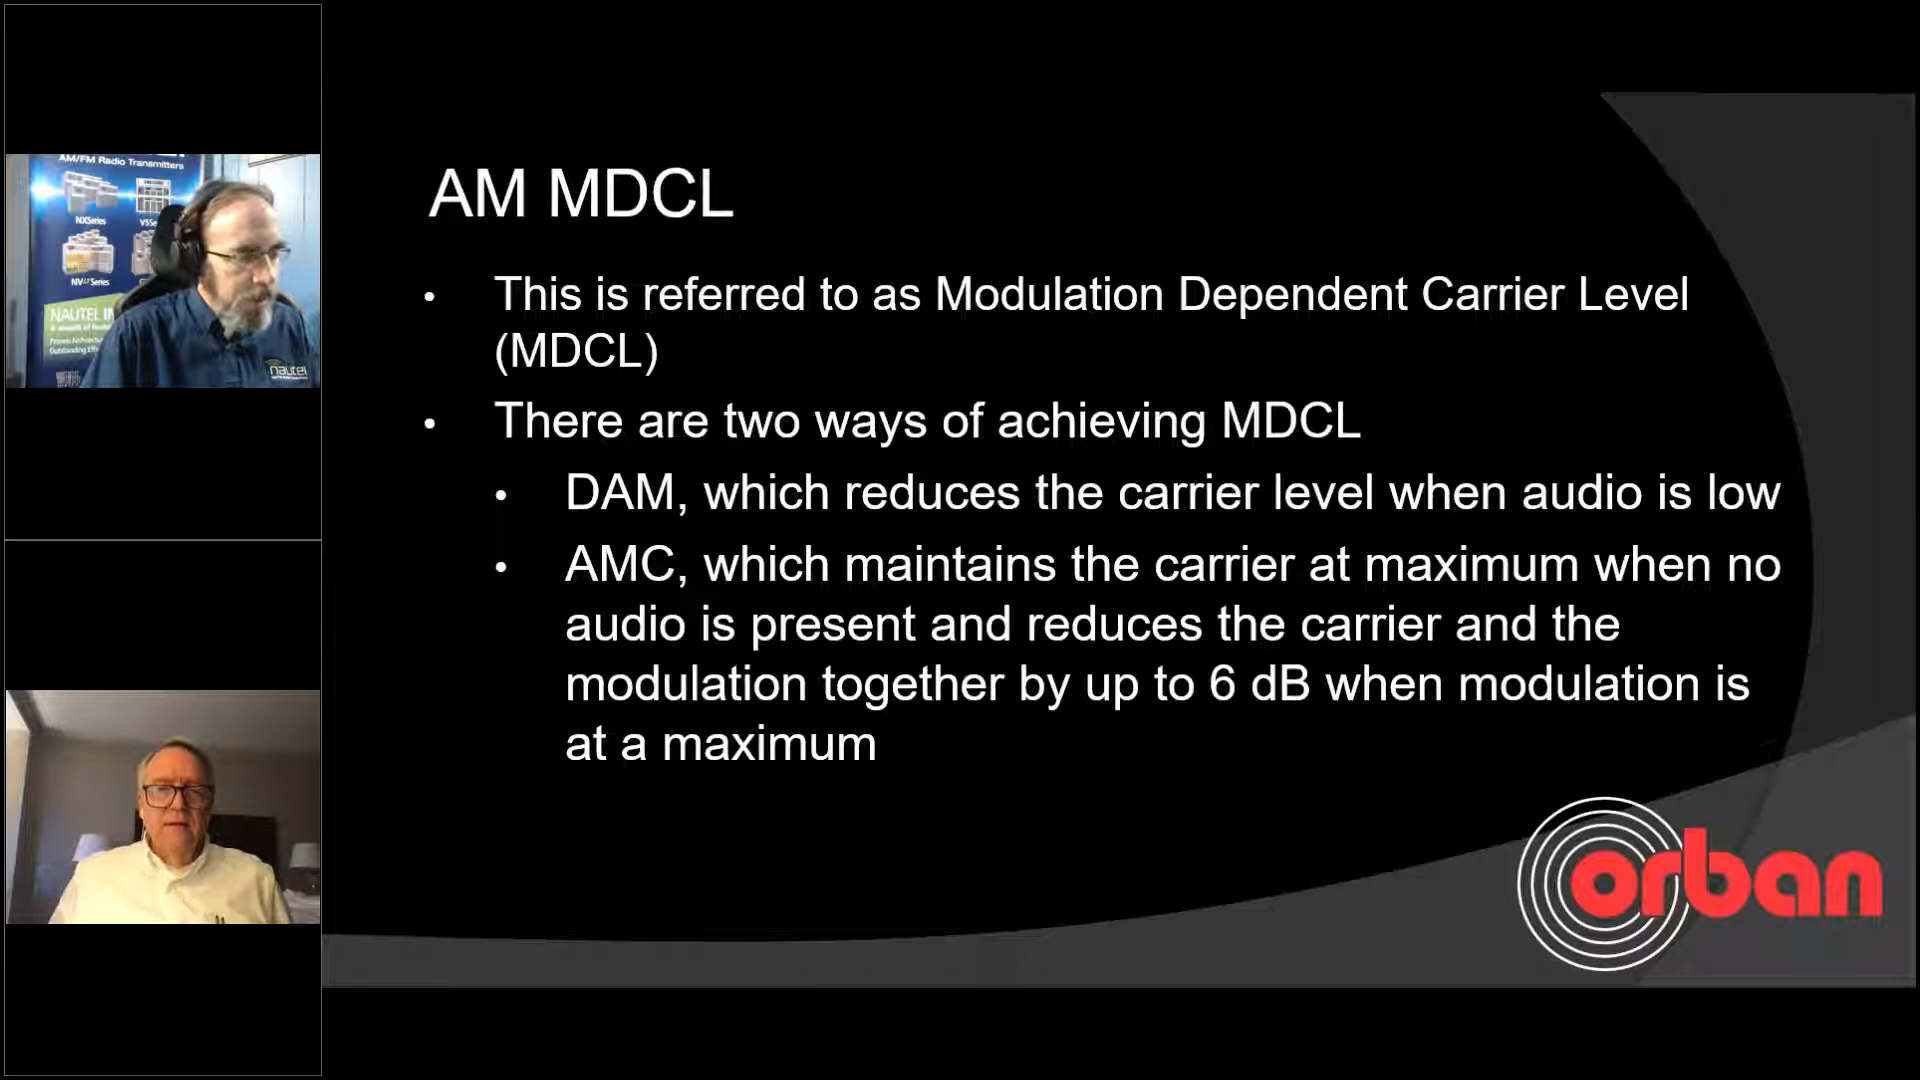 AM/FM Radio Transmitters
NXSeries
NVLTSeries
NAUTEL
Outstanding
nautel
AM MDCL
• This is referred to as Modulation Dependent Carrier Level
(MDCL)
• There are two ways of achieving MDCL
• DAM, which reduces the carrier level when audio is low
• AMC, which maintains the carrier at maximum when no
audio is present and reduces the carrier and the
modulation together by up to 6 dB when modulation is
at a maximum
orban